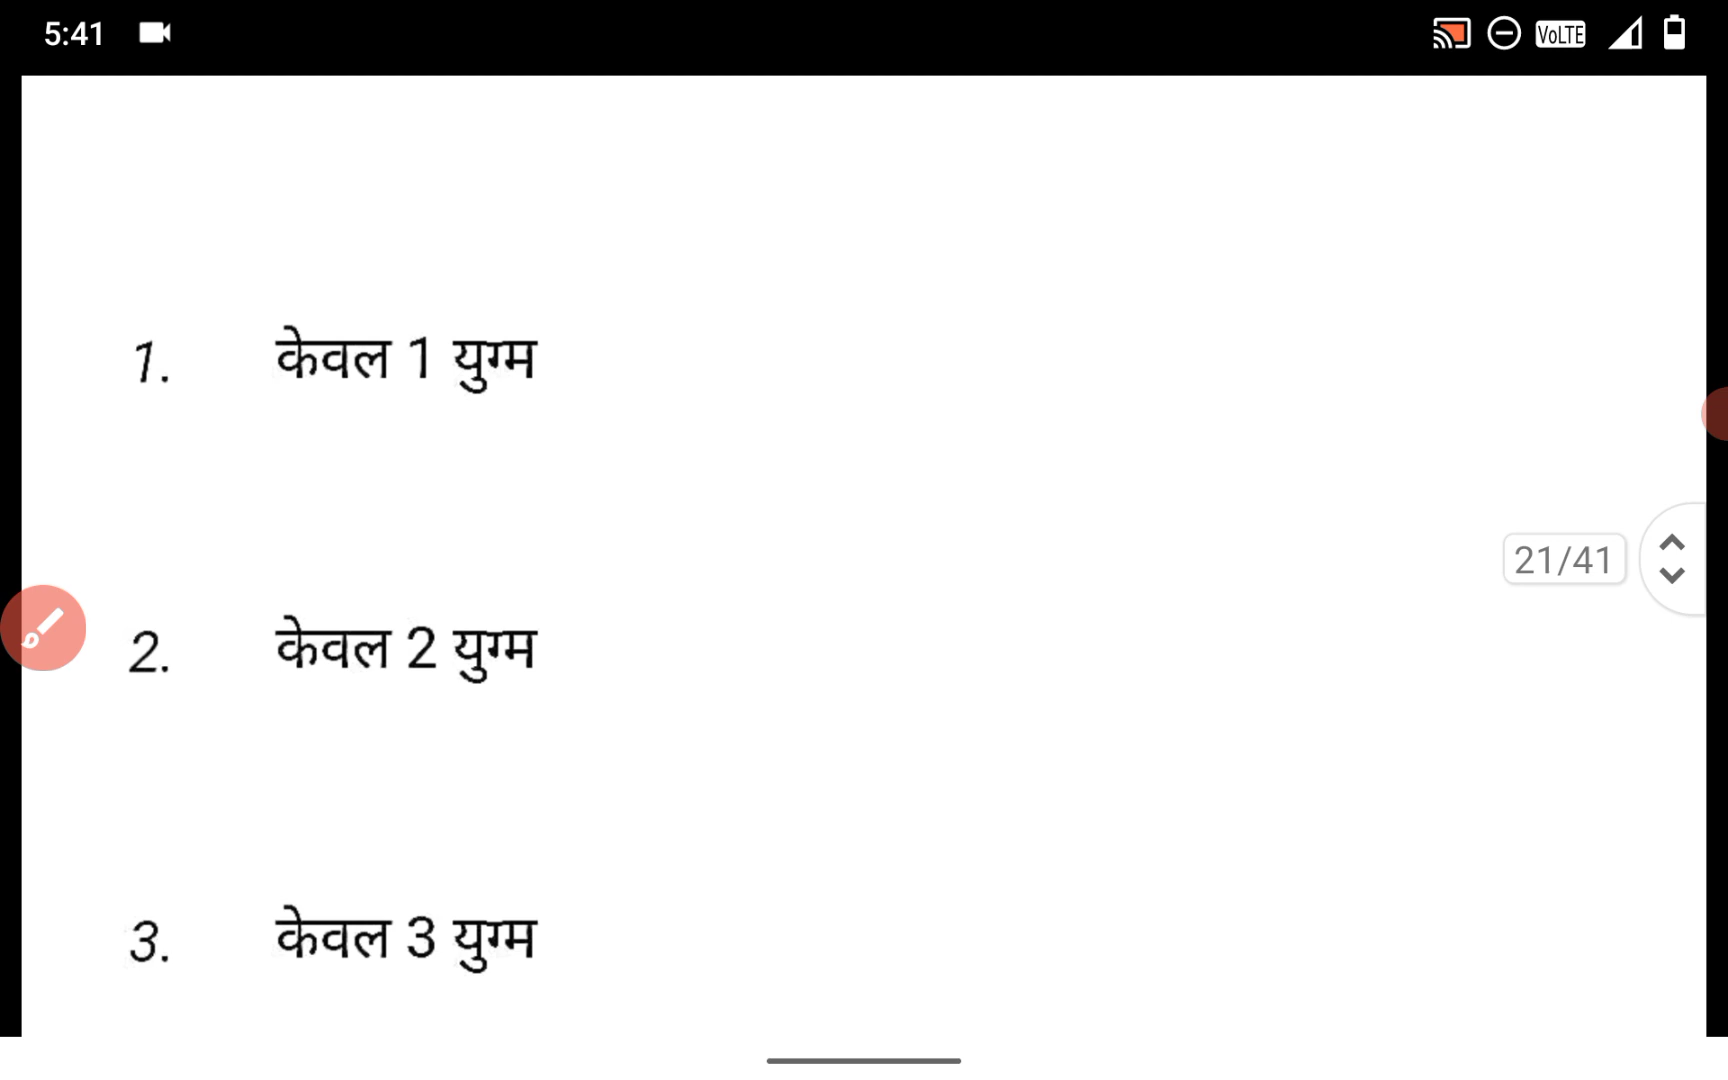 5:41
VoLTE
1. केवल 1 युग्म
21/41
2. केवल 2 युग्म
3. केवल 3 युग्म